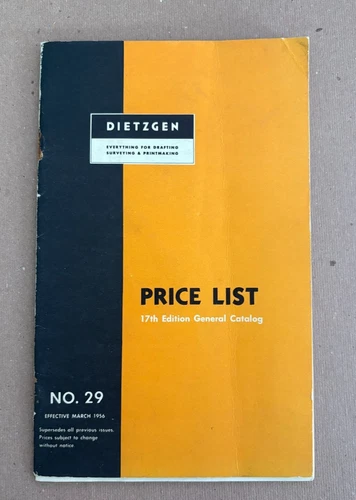 DIETZGEN
EVERYTHING FOR DRAFTING
SURVEYING & PRINTMAKING
PRICE LIST
17th Edition General Catalog
NO. 29
EFFECTIVE MARCH 1956
Supersedes all previous issues.
Prices subject to change
without notice